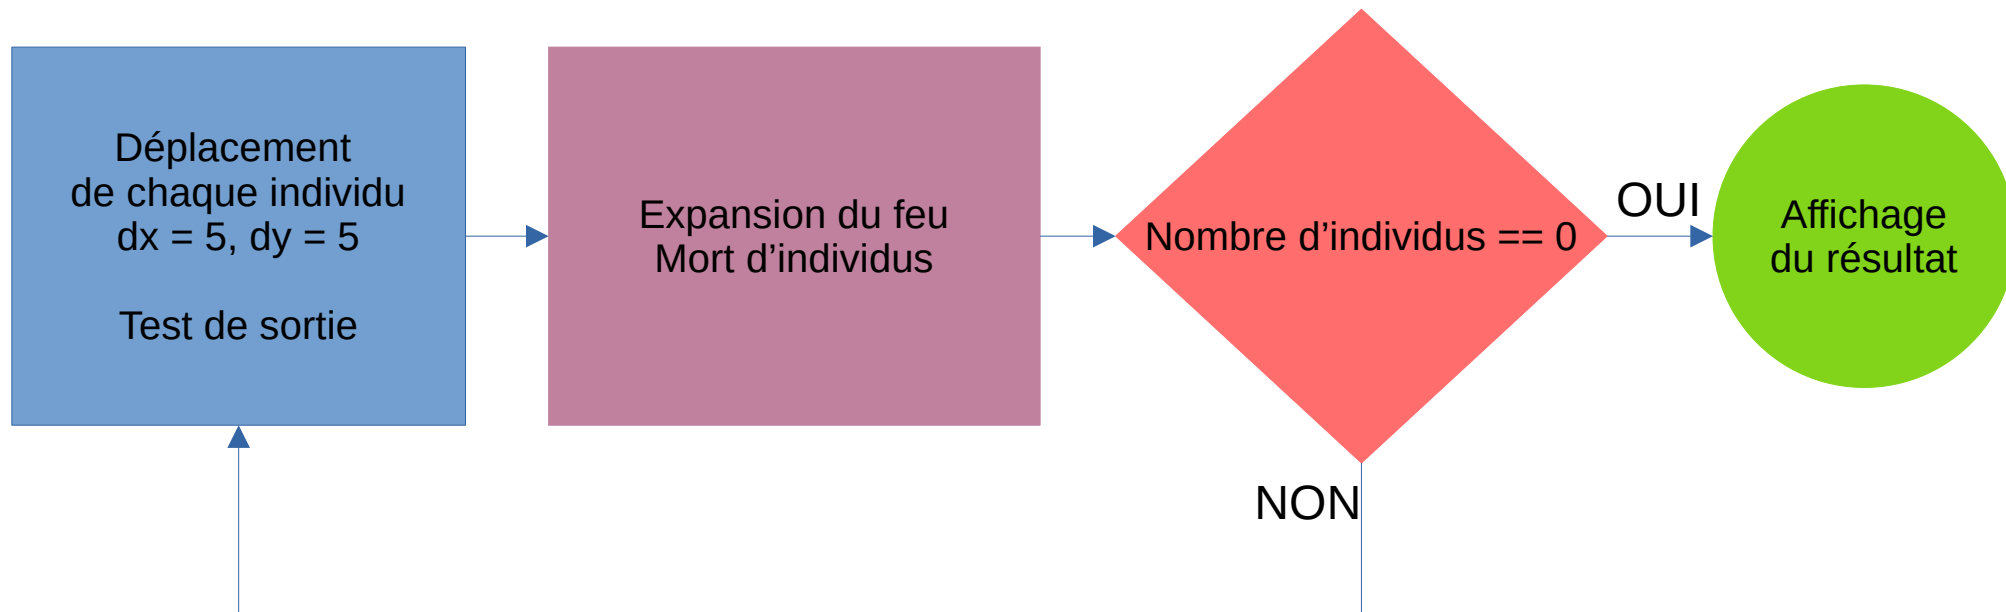 Déplacement
de chaque individu
dx = 5, dy = 5
Test de sortie
Expansion du feu
Mort d’individus
Nombre d’individus == 0
OUI
Affichage
du résultat
NON